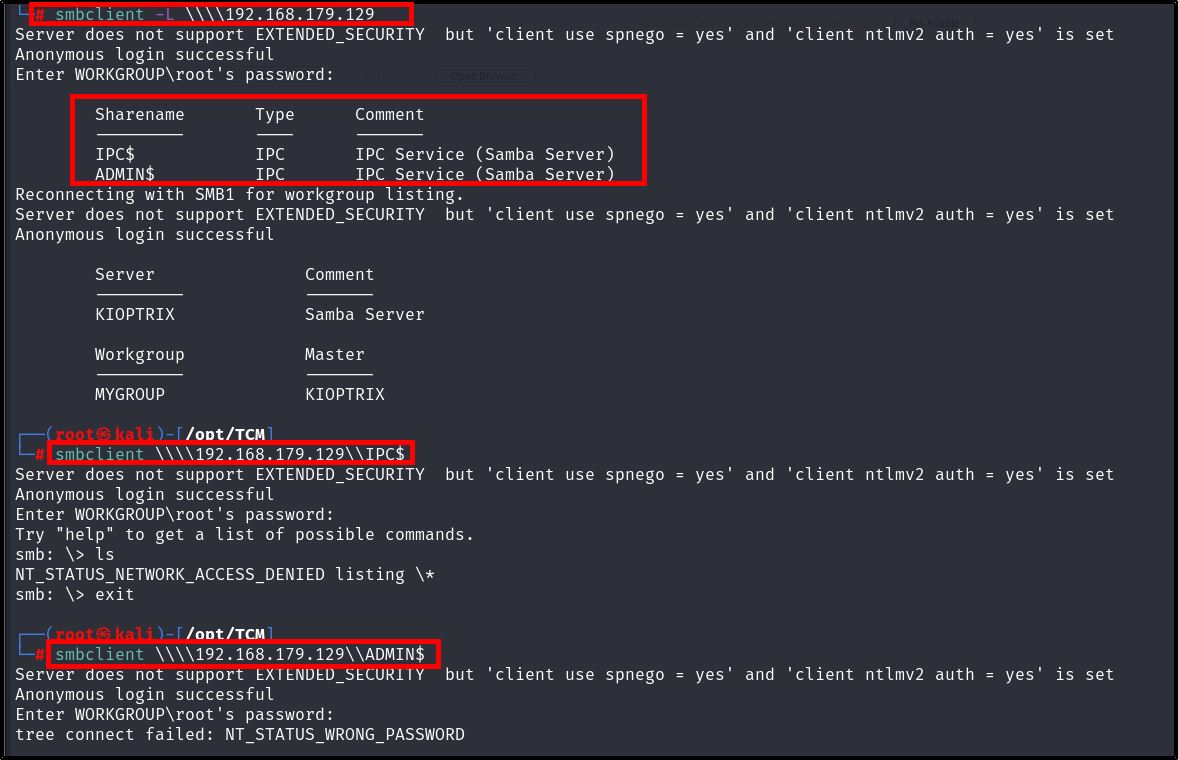 └─# smbclient -L \\\\192.168.179.129
Server does not support EXTENDED_SECURITY  but 'client use spnego = yes' and 'client ntlmv2 auth = yes' is set
Anonymous login successful
Enter WORKGROUP\root's password:
Open Browser
Sharename       Type      Comment
---------       ----      -------
IPC$            IPC       IPC Service (Samba Server)
ADMIN$          IPC       IPC Service (Samba Server)
Reconnecting with SMB1 for workgroup listing.
Server does not support EXTENDED_SECURITY  but 'client use spnego = yes' and 'client ntlmv2 auth = yes' is set
Anonymous login successful
Server               Comment
---------            -------
KIOPTRIX             Samba Server
Workgroup            Master
---------            -------
MYGROUP              KIOPTRIX
┌──(root㉿kali)-[/opt/TCM]
└─# smbclient \\\\192.168.179.129\\IPC$
Server does not support EXTENDED_SECURITY  but 'client use spnego = yes' and 'client ntlmv2 auth = yes' is set
Anonymous login successful
Enter WORKGROUP\root's password:
Try "help" to get a list of possible commands.
smb: \> ls
NT_STATUS_NETWORK_ACCESS_DENIED listing \*
smb: \> exit
┌──(root㉿kali)-[/opt/TCM]
└─# smbclient \\\\192.168.179.129\\ADMIN$
Server does not support EXTENDED_SECURITY  but 'client use spnego = yes' and 'client ntlmv2 auth = yes' is set
Anonymous login successful
Enter WORKGROUP\root's password:
tree connect failed: NT_STATUS_WRONG_PASSWORD